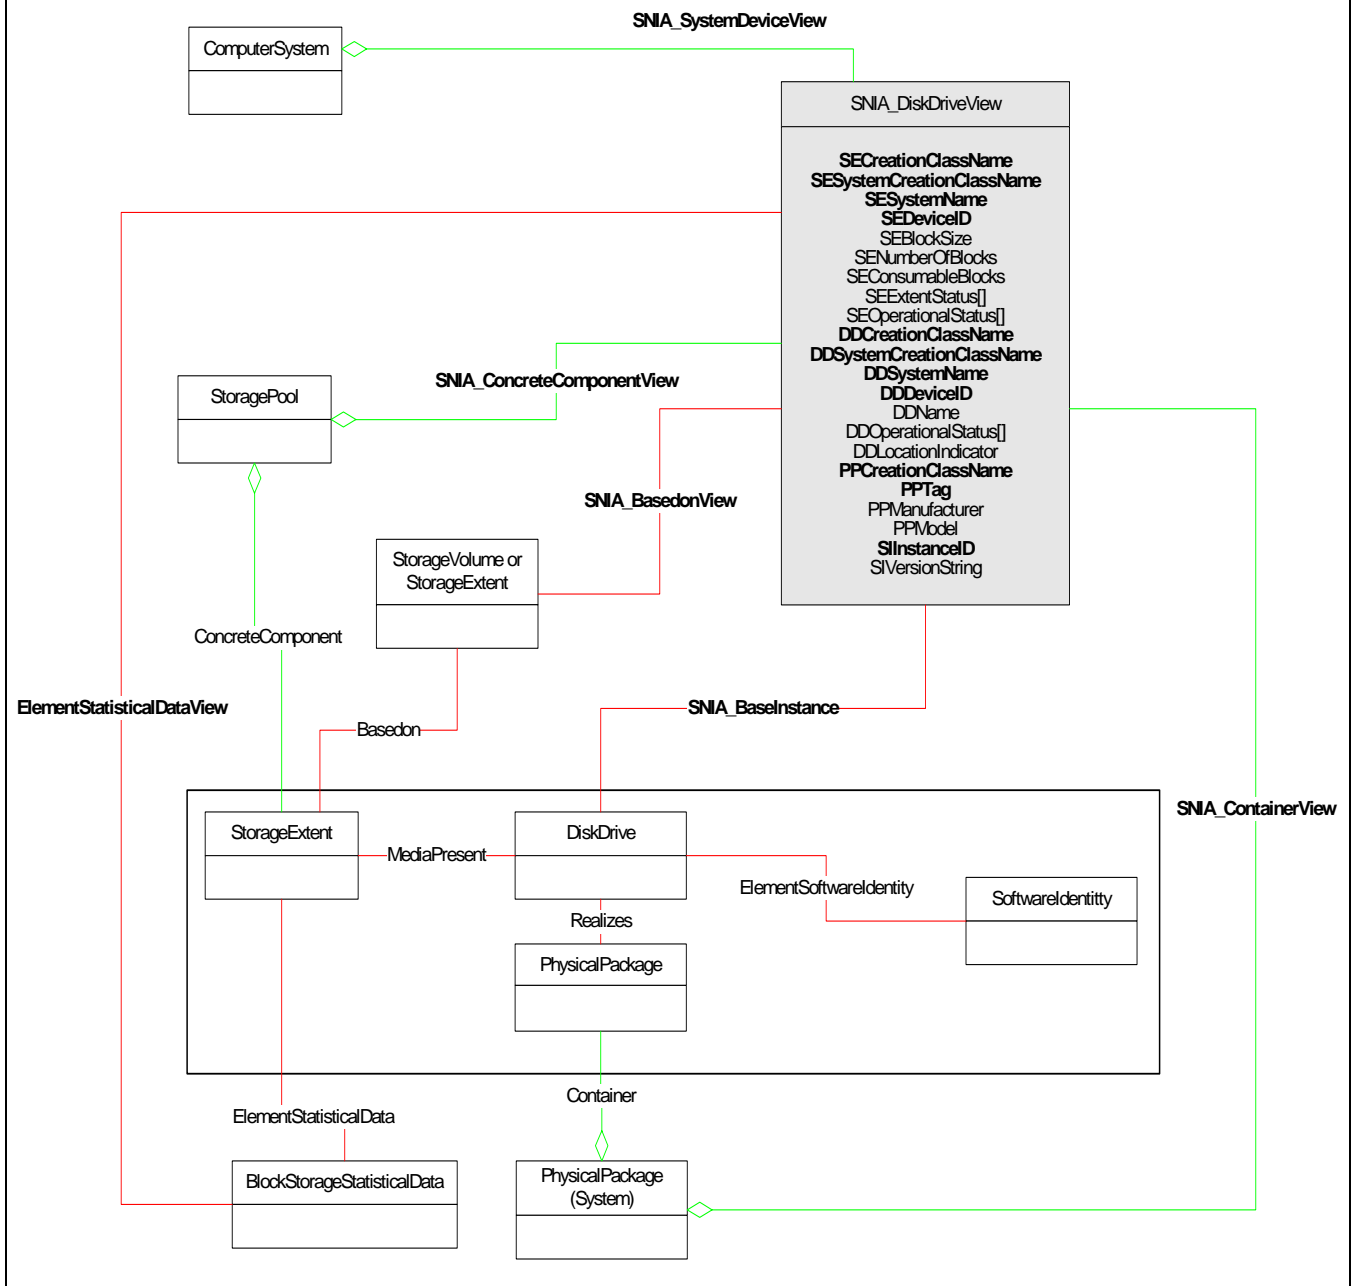 SNIA_SystemDeviceView
ComputerSystem
SNIA_DiskDriveView
SECreationClassName
SESystemCreationClassName
SESystemName
SEDeviceID
SEBlockSize
SENumberOfBlocks
SEConsumableBlocks
SEExtentStatus[]
SEOperationalStatus[]
DDCreationClassName
DDSystemCreationClassName
DDSystemName
DDDeviceID
DDName
DDOperationalStatus[]
DDLocationIndicator
PPCreationClassName
PPTag
PPManufacturer
PPModel
SIInstanceID
SIVersionString
SNIA_ConcreteComponentView
StoragePool
SNIA_BasedonView
StorageVolume or
StorageExtent
ConcreteComponent
ElementStatisticalDataView
Basedon
SNIA_BaseInstance
SNIA_ContainerView
StorageExtent
MediaPresent
DiskDrive
ElementSoftwareIdentity
SoftwareIdentitty
Realizes
PhysicalPackage
Container
ElementStatisticalData
BlockStorageStatisticalData
PhysicalPackage
(System)